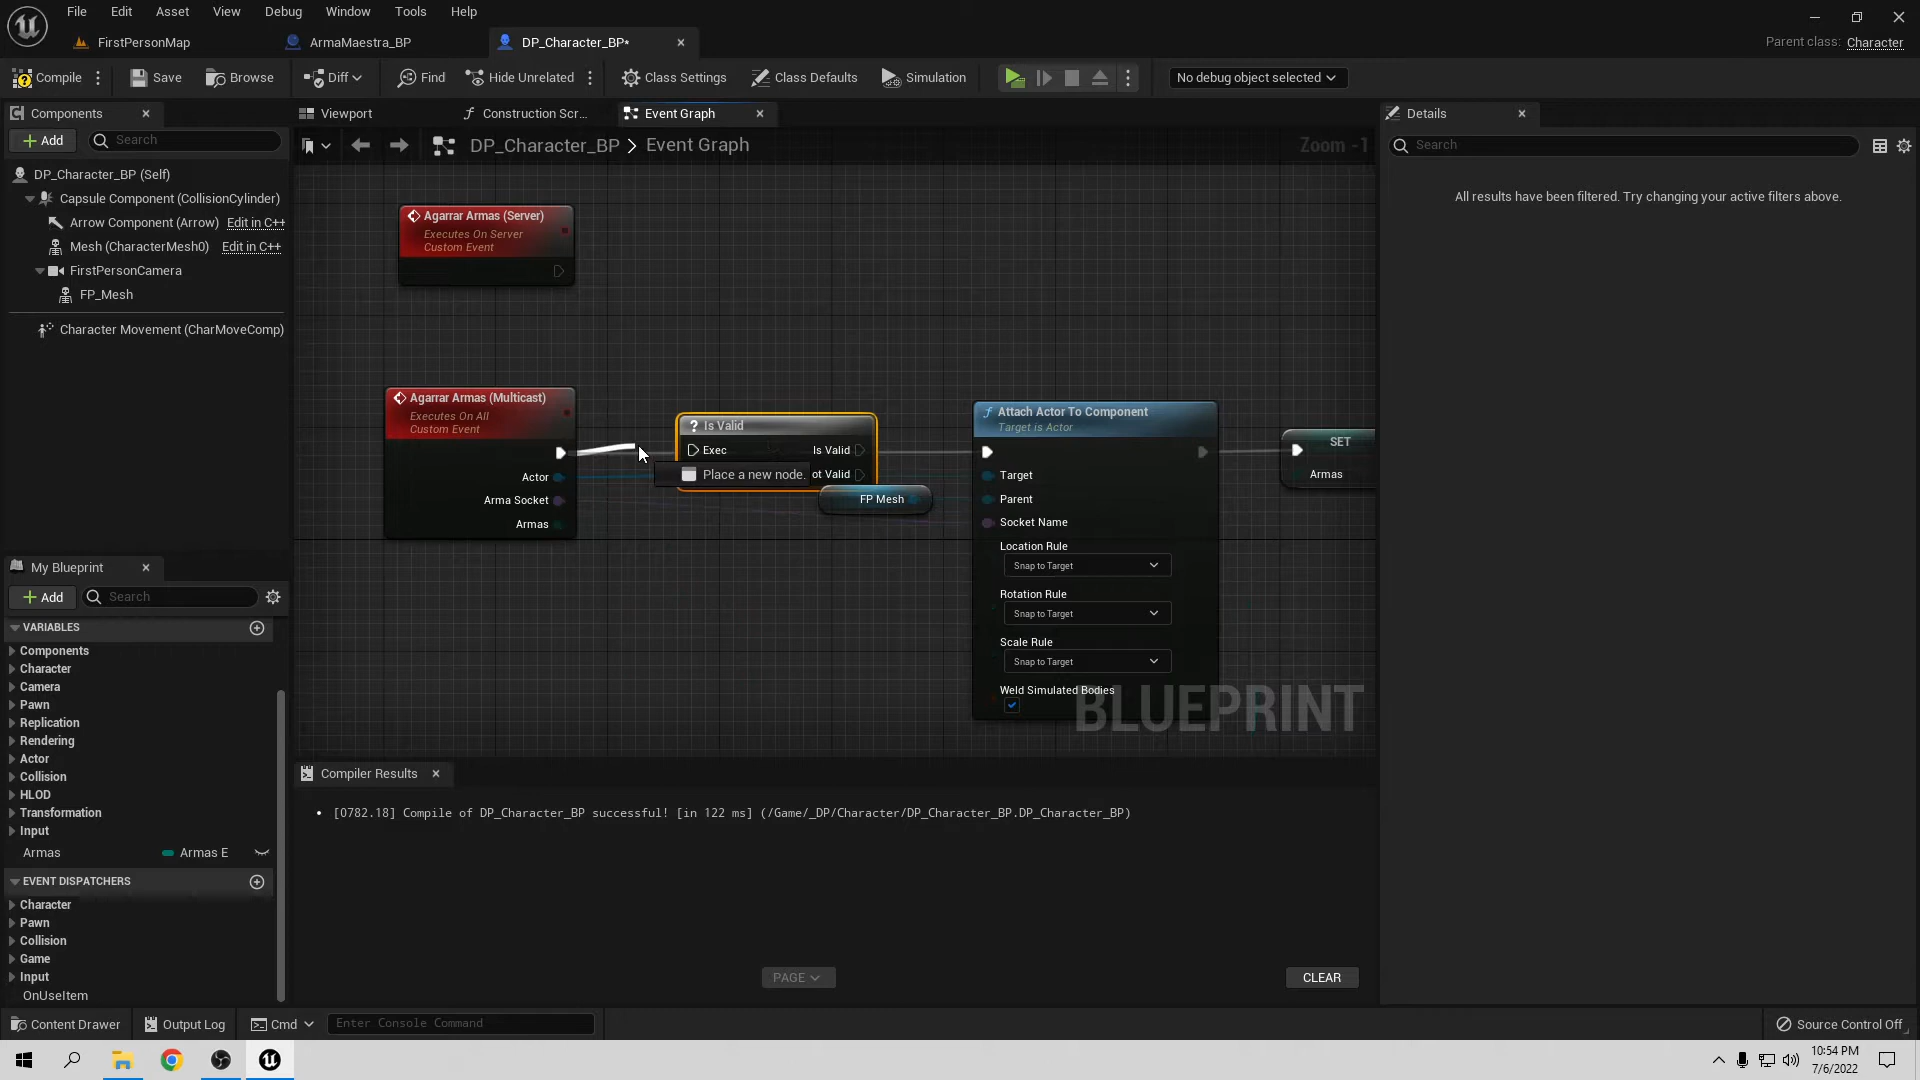 File Edit Asset View Debug Window Tools Help
FirstPersonMap ArmaMaestra_BP DP_Character_BP*
Parent class: Character
Compile Save Browse Diff Find Hide Unrelated Class Settings Class Defaults Simulation No debug object selected
Components
Add Search
DP_Character_BP (Self)
Capsule Component (CollisionCylinder)
Arrow Component (Arrow) Edit in C++
Mesh (CharacterMesh0) Edit in C++
FirstPersonCamera
FP_Mesh
Character Movement (CharMoveComp)
My Blueprint
Add Search
VARIABLES
Components
Character
Camera
Pawn
Replication
Rendering
Actor
Collision
HLOD
Transformation
Input
Armas Armas E
EVENT DISPATCHERS
Character
Pawn
Collision
Game
Input
OnUseItem
Viewport Construction Scr... Event Graph
DP_Character_BP > Event Graph Zoom -1
Agarrar Armas (Server)
Executes On Server
Custom Event
Agarrar Armas (Multicast)
Executes On All
Custom Event
Actor
Arma Socket
Armas
Is Valid
Exec Is Valid
Place a new node. ot Valid
FP Mesh
Attach Actor To Component
Target is Actor
Target
Parent
Socket Name
Location Rule
Snap to Target
Rotation Rule
Snap to Target
Scale Rule
Snap to Target
Weld Simulated Bodies
SET
Armas
BLUEPRINT
Compiler Results
[0782.18] Compile of DP_Character_BP successful! [in 122 ms] (/Game/_DP/Character/DP_Character_BP.DP_Character_BP)
PAGE CLEAR
Details
Search
All results have been filtered. Try changing your active filters above.
Content Drawer Output Log Cmd Enter Console Command Source Control Off
10:54 PM
7/6/2022